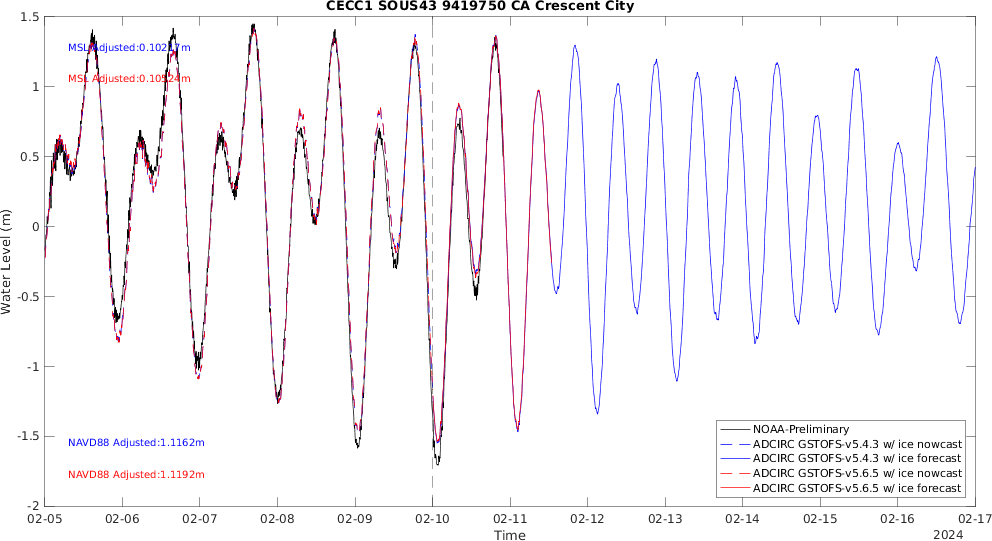 CECC1 SOUS43 9419750 CA Crescent City
1.5
1
0.5
0
-0.5
-1
-1.5
-2
Water Level (m)
MSL Adjusted:0.1027m
MSL Adjusted:0.10524m
NAVD88 Adjusted:1.1162m
NAVD88 Adjusted:1.1192m
NOAA-Preliminary
ADCIRC GSTOFS-v5.4.3 w/ ice nowcast
ADCIRC GSTOFS-v5.4.3 w/ ice forecast
ADCIRC GSTOFS-v5.6.5 w/ ice nowcast
ADCIRC GSTOFS-v5.6.5 w/ ice forecast
02-05 02-06 02-07 02-08 02-09 02-10 02-11 02-12 02-13 02-14 02-15 02-16 02-17
Time
2024